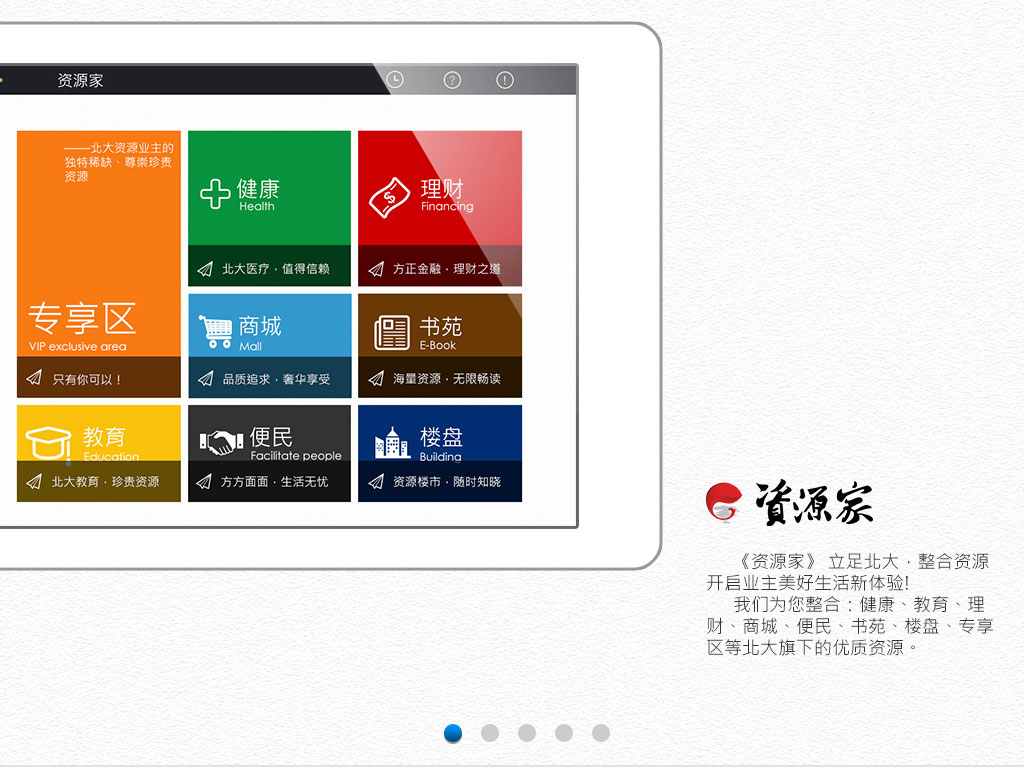 资源家
——北大资源业主的
独特稀缺、尊崇珍贵
资源
专享区
VIP exclusive area
只有你可以！
健康
Health
北大医疗·值得信赖
理财
Financing
方正金融·理财之道
商城
Mall
品质追求·奢华享受
书苑
E-Book
海量资源·无限畅读
教育
Education
北大教育·珍贵资源
便民
Facilitate people
方方面面·生活无忧
楼盘
Building
资源楼市·随时知晓
資源家
《资源家》 立足北大，整合资源
开启业主美好生活新体验!
我们为您整合：健康、教育、理
财、商城、便民、书苑、楼盘、专享
区等北大旗下的优质资源。